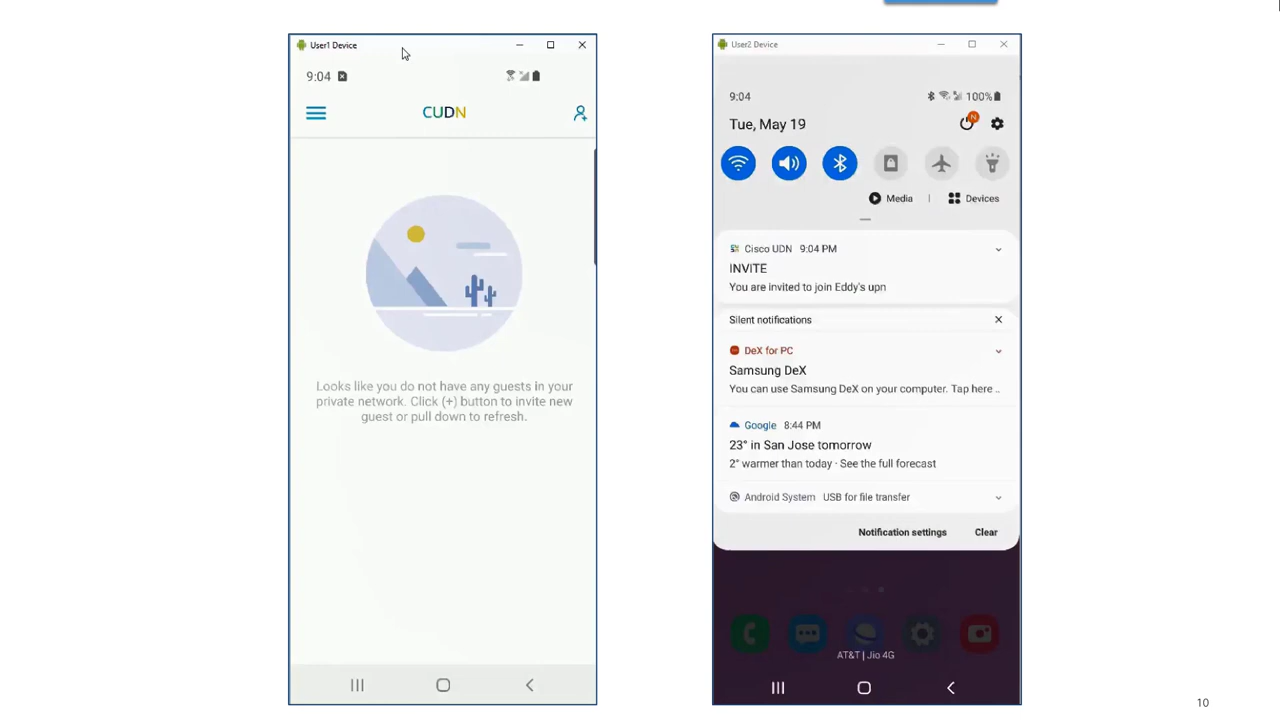 User1 Device
9:04
CUDN
Looks like you do not have any guests in your
private network. Click (+) button to invite new
guest or pull down to refresh.
User2 Device
9:04
100%
Tue, May 19
N
Media | Devices
Cisco UDN 9:04 PM
INVITE
You are invited to join Eddy's upn
Silent notifications
DeX for PC
Samsung DeX
You can use Samsung DeX on your computer. Tap here ..
Google 8:44 PM
23° in San Jose tomorrow
2° warmer than today · See the full forecast
Android System USB for file transfer
Notification settings Clear
AT&T | Jio 4G
10